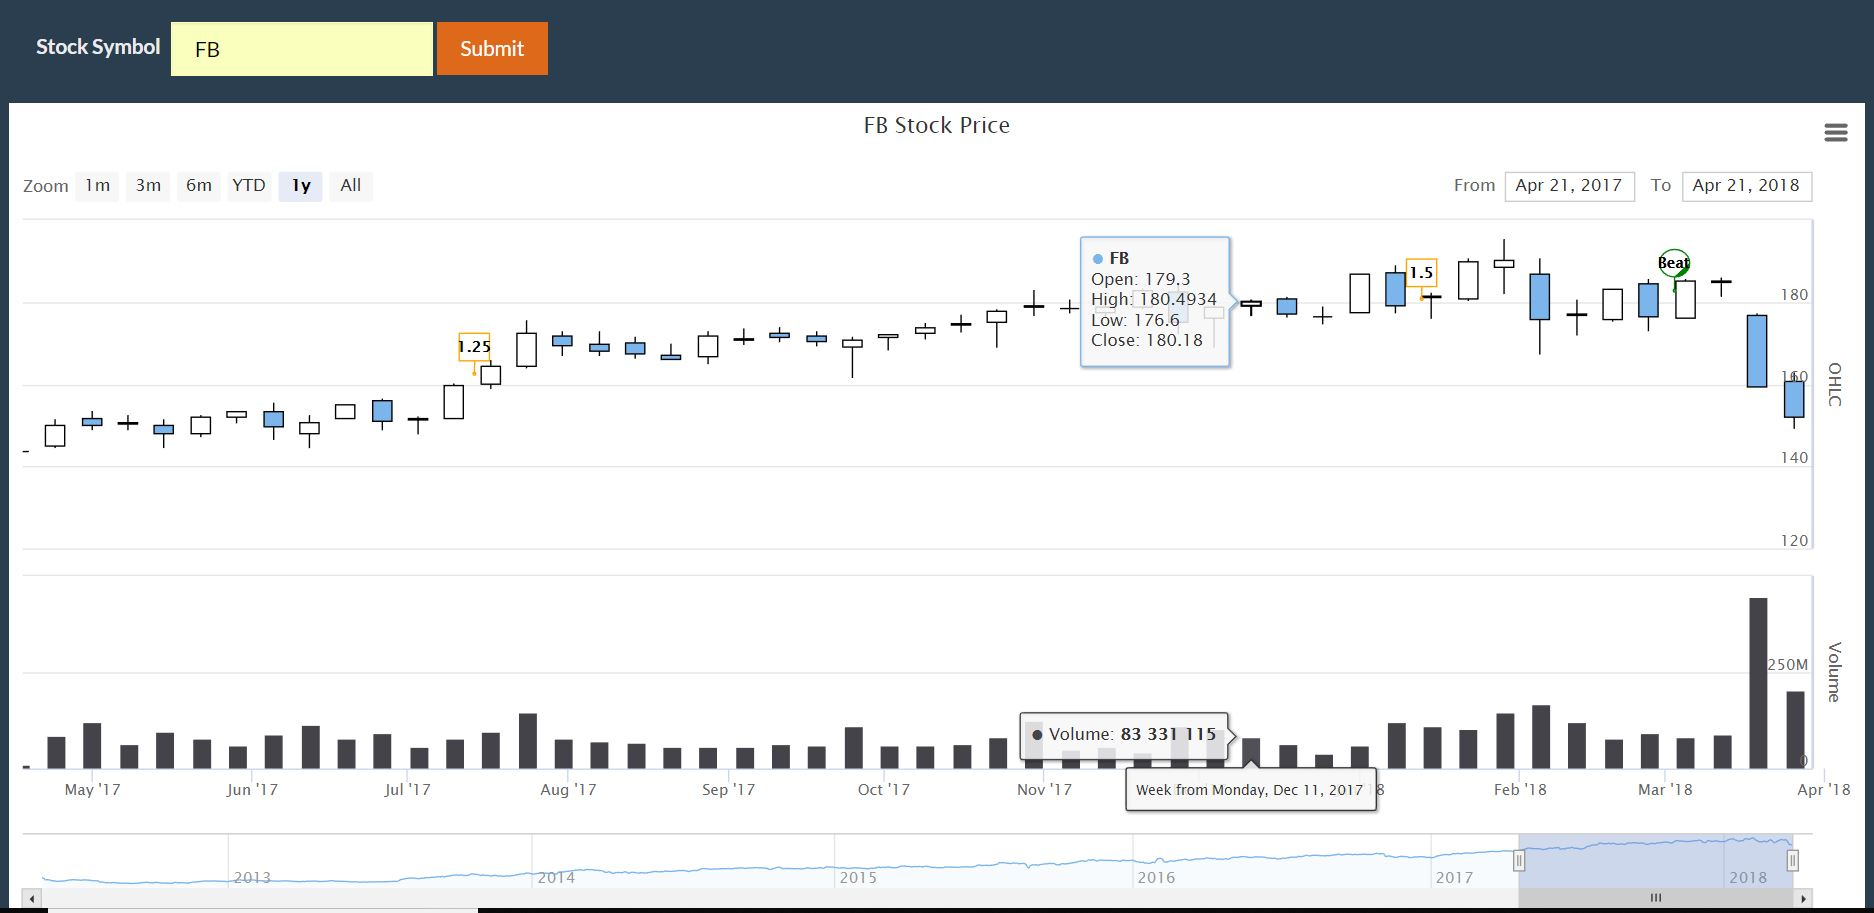 Stock Symbol FB Submit
FB Stock Price
Zoom 1m 3m 6m YTD 1y All From Apr 21, 2017 To Apr 21, 2018
FB
Open: 179.3
High: 180.4934
Low: 176.6
Close: 180.18
1.25
1.5
Beat
180
160
140
120
OHLC
250M
0
Volume
Volume: 83 331 115
Week from Monday, Dec 11, 2017
May '17 Jun '17 Jul '17 Aug '17 Sep '17 Oct '17 Nov '17 8 Feb '18 Mar '18 Apr '18
2013 2014 2015 2016 2017 2018